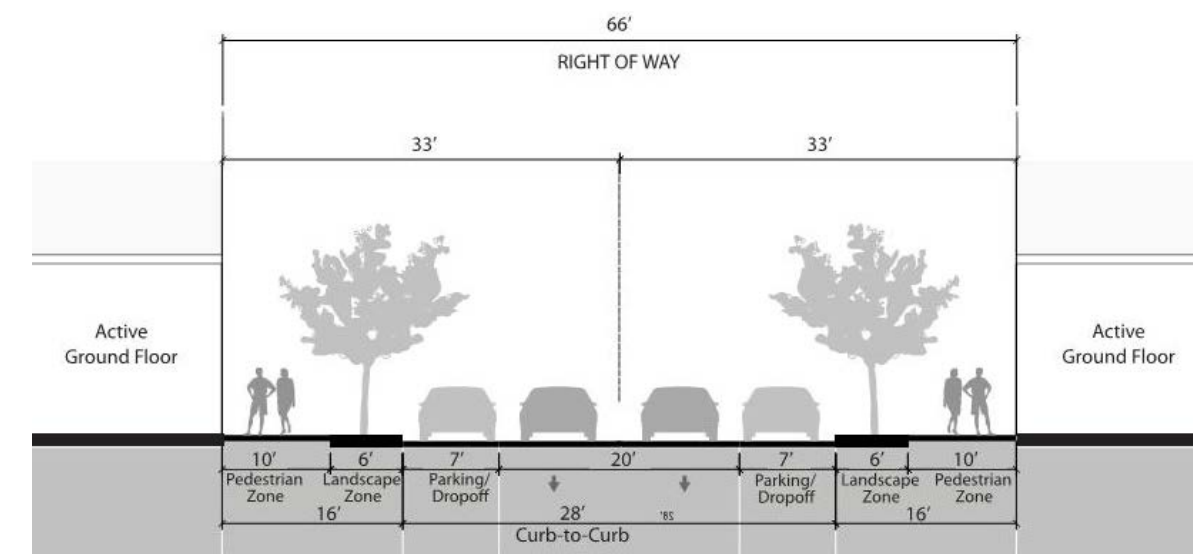 66′
RIGHT OF WAY
33′ 33′
Active
Ground Floor
Active
Ground Floor
10′ 6′ 7′ 20′ 7′ 6′ 10′
Pedestrian Landscape Parking/ Parking/ Landscape Pedestrian
Zone Zone Dropoff Dropoff Zone Zone
16′ 28′ 16′
Curb-to-Curb